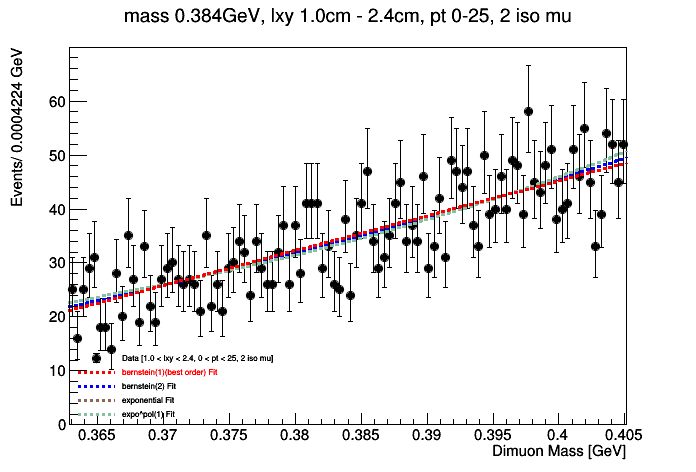 mass 0.384GeV, lxy 1.0cm - 2.4cm, pt 0-25, 2 iso mu
Events/ 0.0004224 GeV
60
50
40
30
20
10
0
Data [1.0 < lxy < 2.4, 0 < pt < 25, 2 iso mu]
bernstein(1)(best order) Fit
bernstein(2) Fit
exponential Fit
expo*pol(1) Fit
0.365 0.37 0.375 0.38 0.385 0.39 0.395 0.4 0.405
Dimuon Mass [GeV]